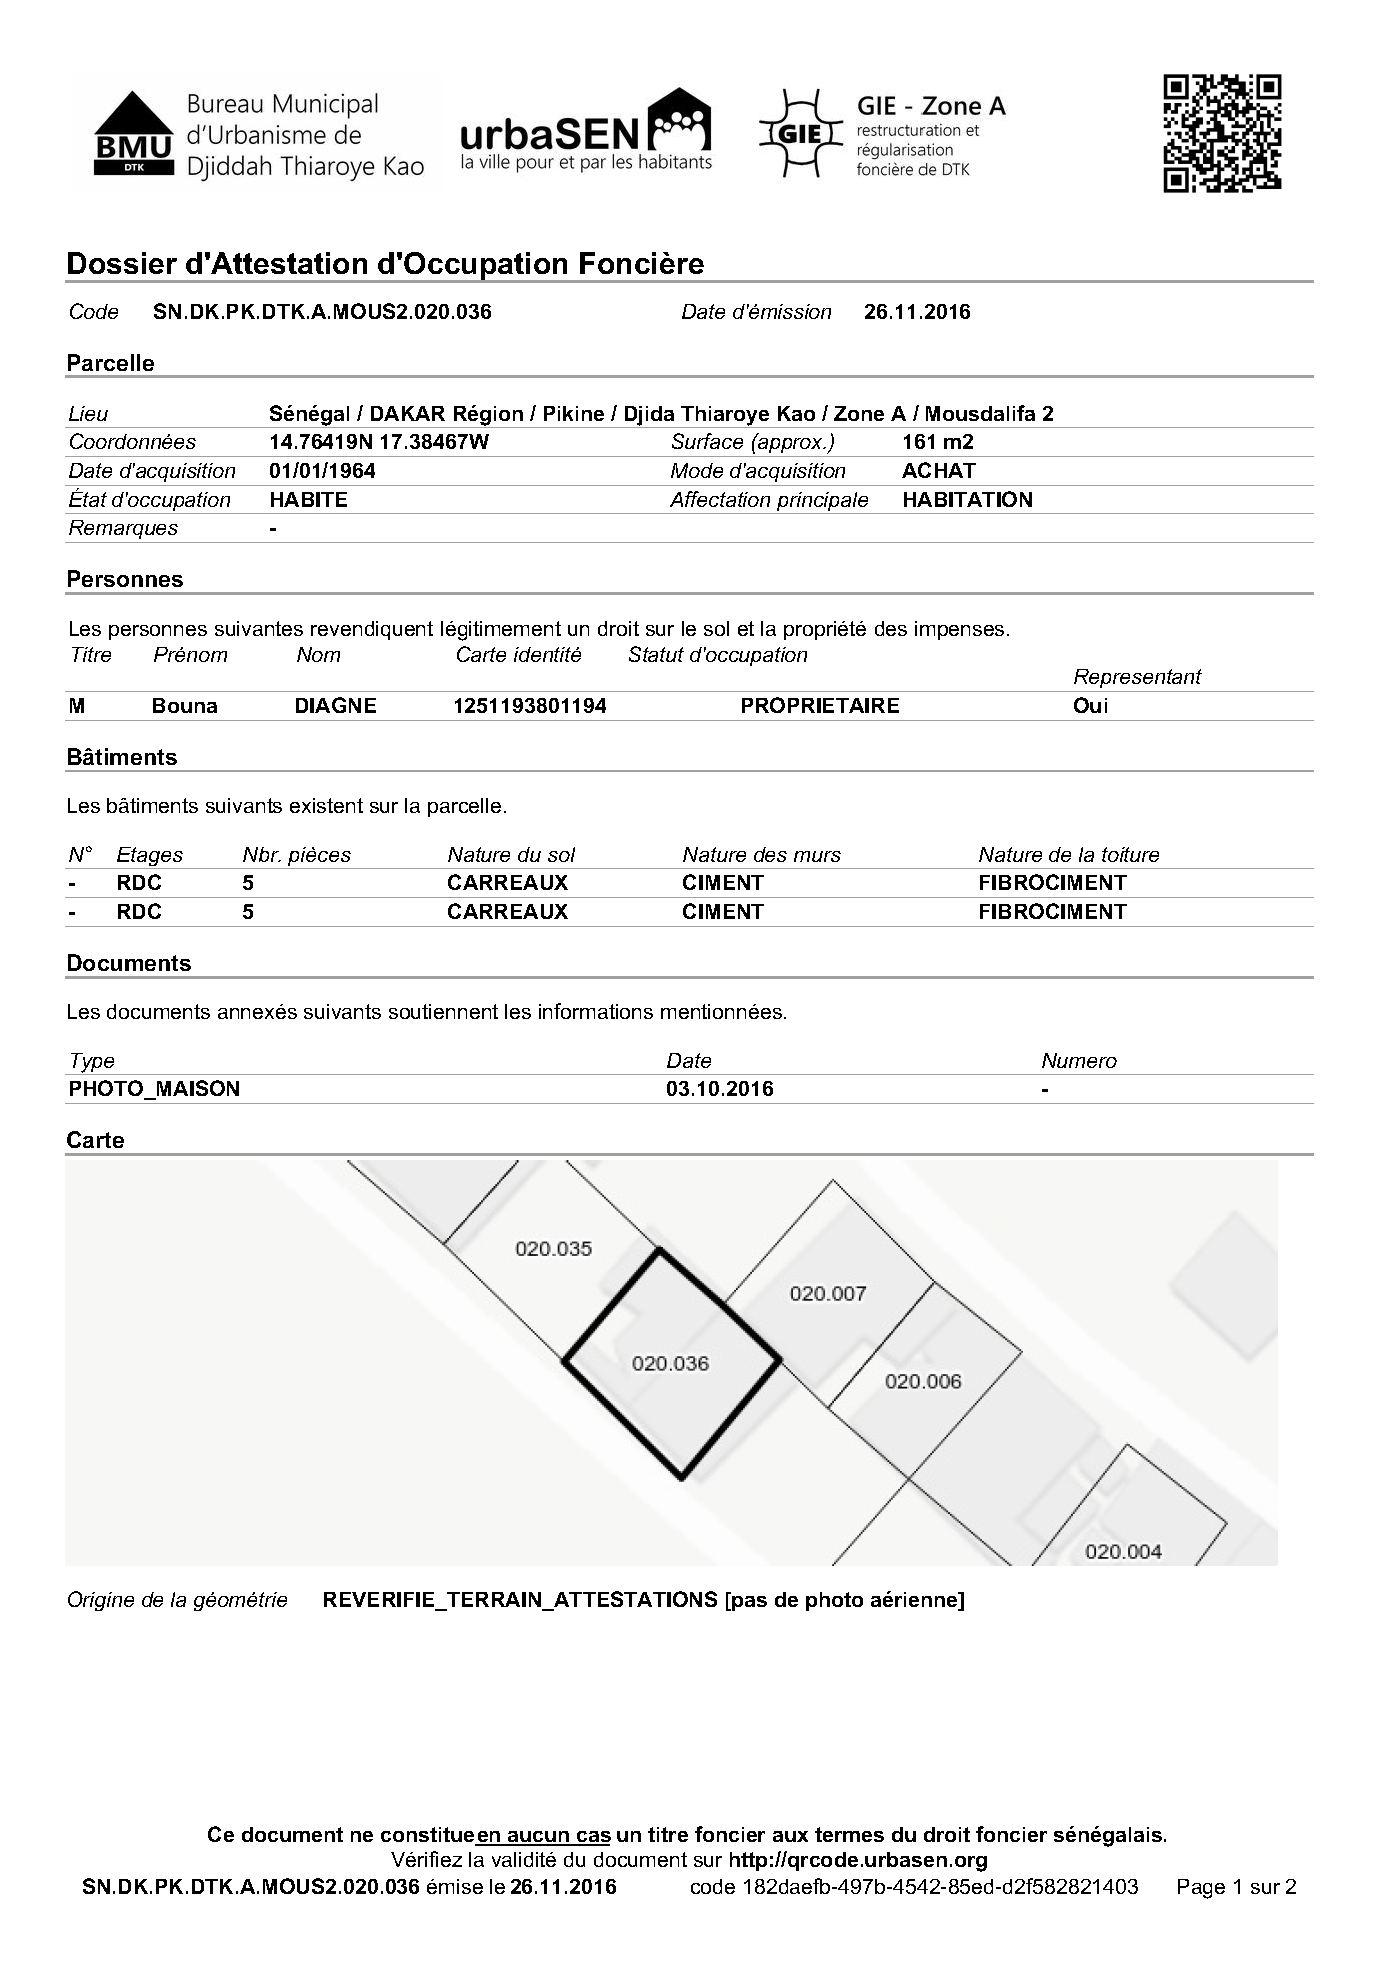 BMU
DTK
Bureau Municipal
d'Urbanisme de
Djiddah Thiaroye Kao
urbaSEN
la ville pour et par les habitants
GIE
GIE - Zone A
restructuration et
régularisation
foncière de DTK
Dossier d'Attestation d'Occupation Foncière
Code SN.DK.PK.DTK.A.MOUS2.020.036 Date d'émission 26.11.2016
Parcelle
Lieu Sénégal / DAKAR Région / Pikine / Djida Thiaroye Kao / Zone A / Mousdalifa 2
Coordonnées 14.76419N 17.38467W Surface (approx.) 161 m2
Date d'acquisition 01/01/1964 Mode d'acquisition ACHAT
État d'occupation HABITE Affectation principale HABITATION
Remarques -
Personnes
Les personnes suivantes revendiquent légitimement un droit sur le sol et la propriété des impenses.
Titre Prénom Nom Carte identité Statut d'occupation
Representant
M Bouna DIAGNE 1251193801194 PROPRIETAIRE Oui
Bâtiments
Les bâtiments suivants existent sur la parcelle.
N° Etages Nbr. pièces Nature du sol Nature des murs Nature de la toiture
- RDC 5 CARREAUX CIMENT FIBROCIMENT
- RDC 5 CARREAUX CIMENT FIBROCIMENT
Documents
Les documents annexés suivants soutiennent les informations mentionnées.
Type Date Numero
PHOTO_MAISON 03.10.2016 -
Carte
020.035
020.007
020.036
020.006
020.004
Origine de la géométrie REVERIFIE_TERRAIN_ATTESTATIONS [pas de photo aérienne]
Ce document ne constitue en aucun cas un titre foncier aux termes du droit foncier sénégalais.
Vérifiez la validité du document sur http://qrcode.urbasen.org
SN.DK.PK.DTK.A.MOUS2.020.036 émise le 26.11.2016 code 182daefb-497b-4542-85ed-d2f582821403 Page 1 sur 2